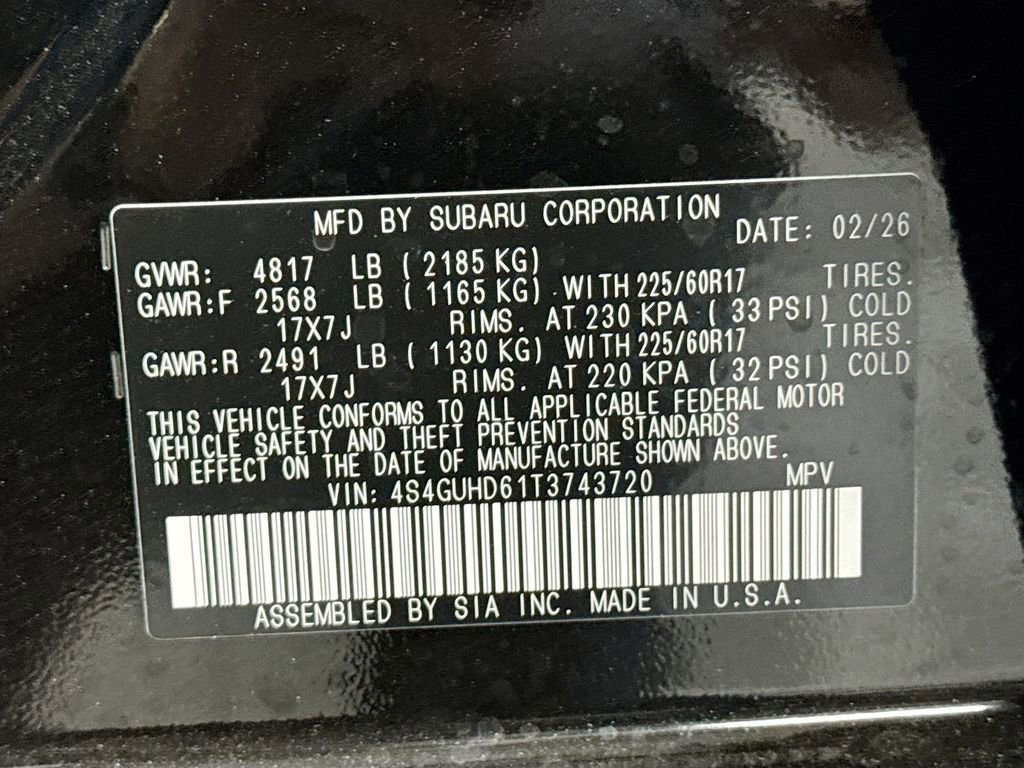 MFD BY SUBARU CORPORATION DATE: 02/26
GVWR: 4817 LB ( 2185 KG)
GAWR:F 2568 LB ( 1165 KG) WITH 225/60R17 TIRES.
17X7J RIMS. AT 230 KPA ( 33 PSI) COLD
GAWR:R 2491 LB ( 1130 KG) WITH 225/60R17 TIRES.
17X7J RIMS. AT 220 KPA ( 32 PSI) COLD
THIS VEHICLE CONFORMS TO ALL APPLICABLE FEDERAL MOTOR
VEHICLE SAFETY AND THEFT PREVENTION STANDARDS
IN EFFECT ON THE DATE OF MANUFACTURE SHOWN ABOVE.
VIN: 4S4GUHD61T3743720 MPV
ASSEMBLED BY SIA INC. MADE IN U.S.A.